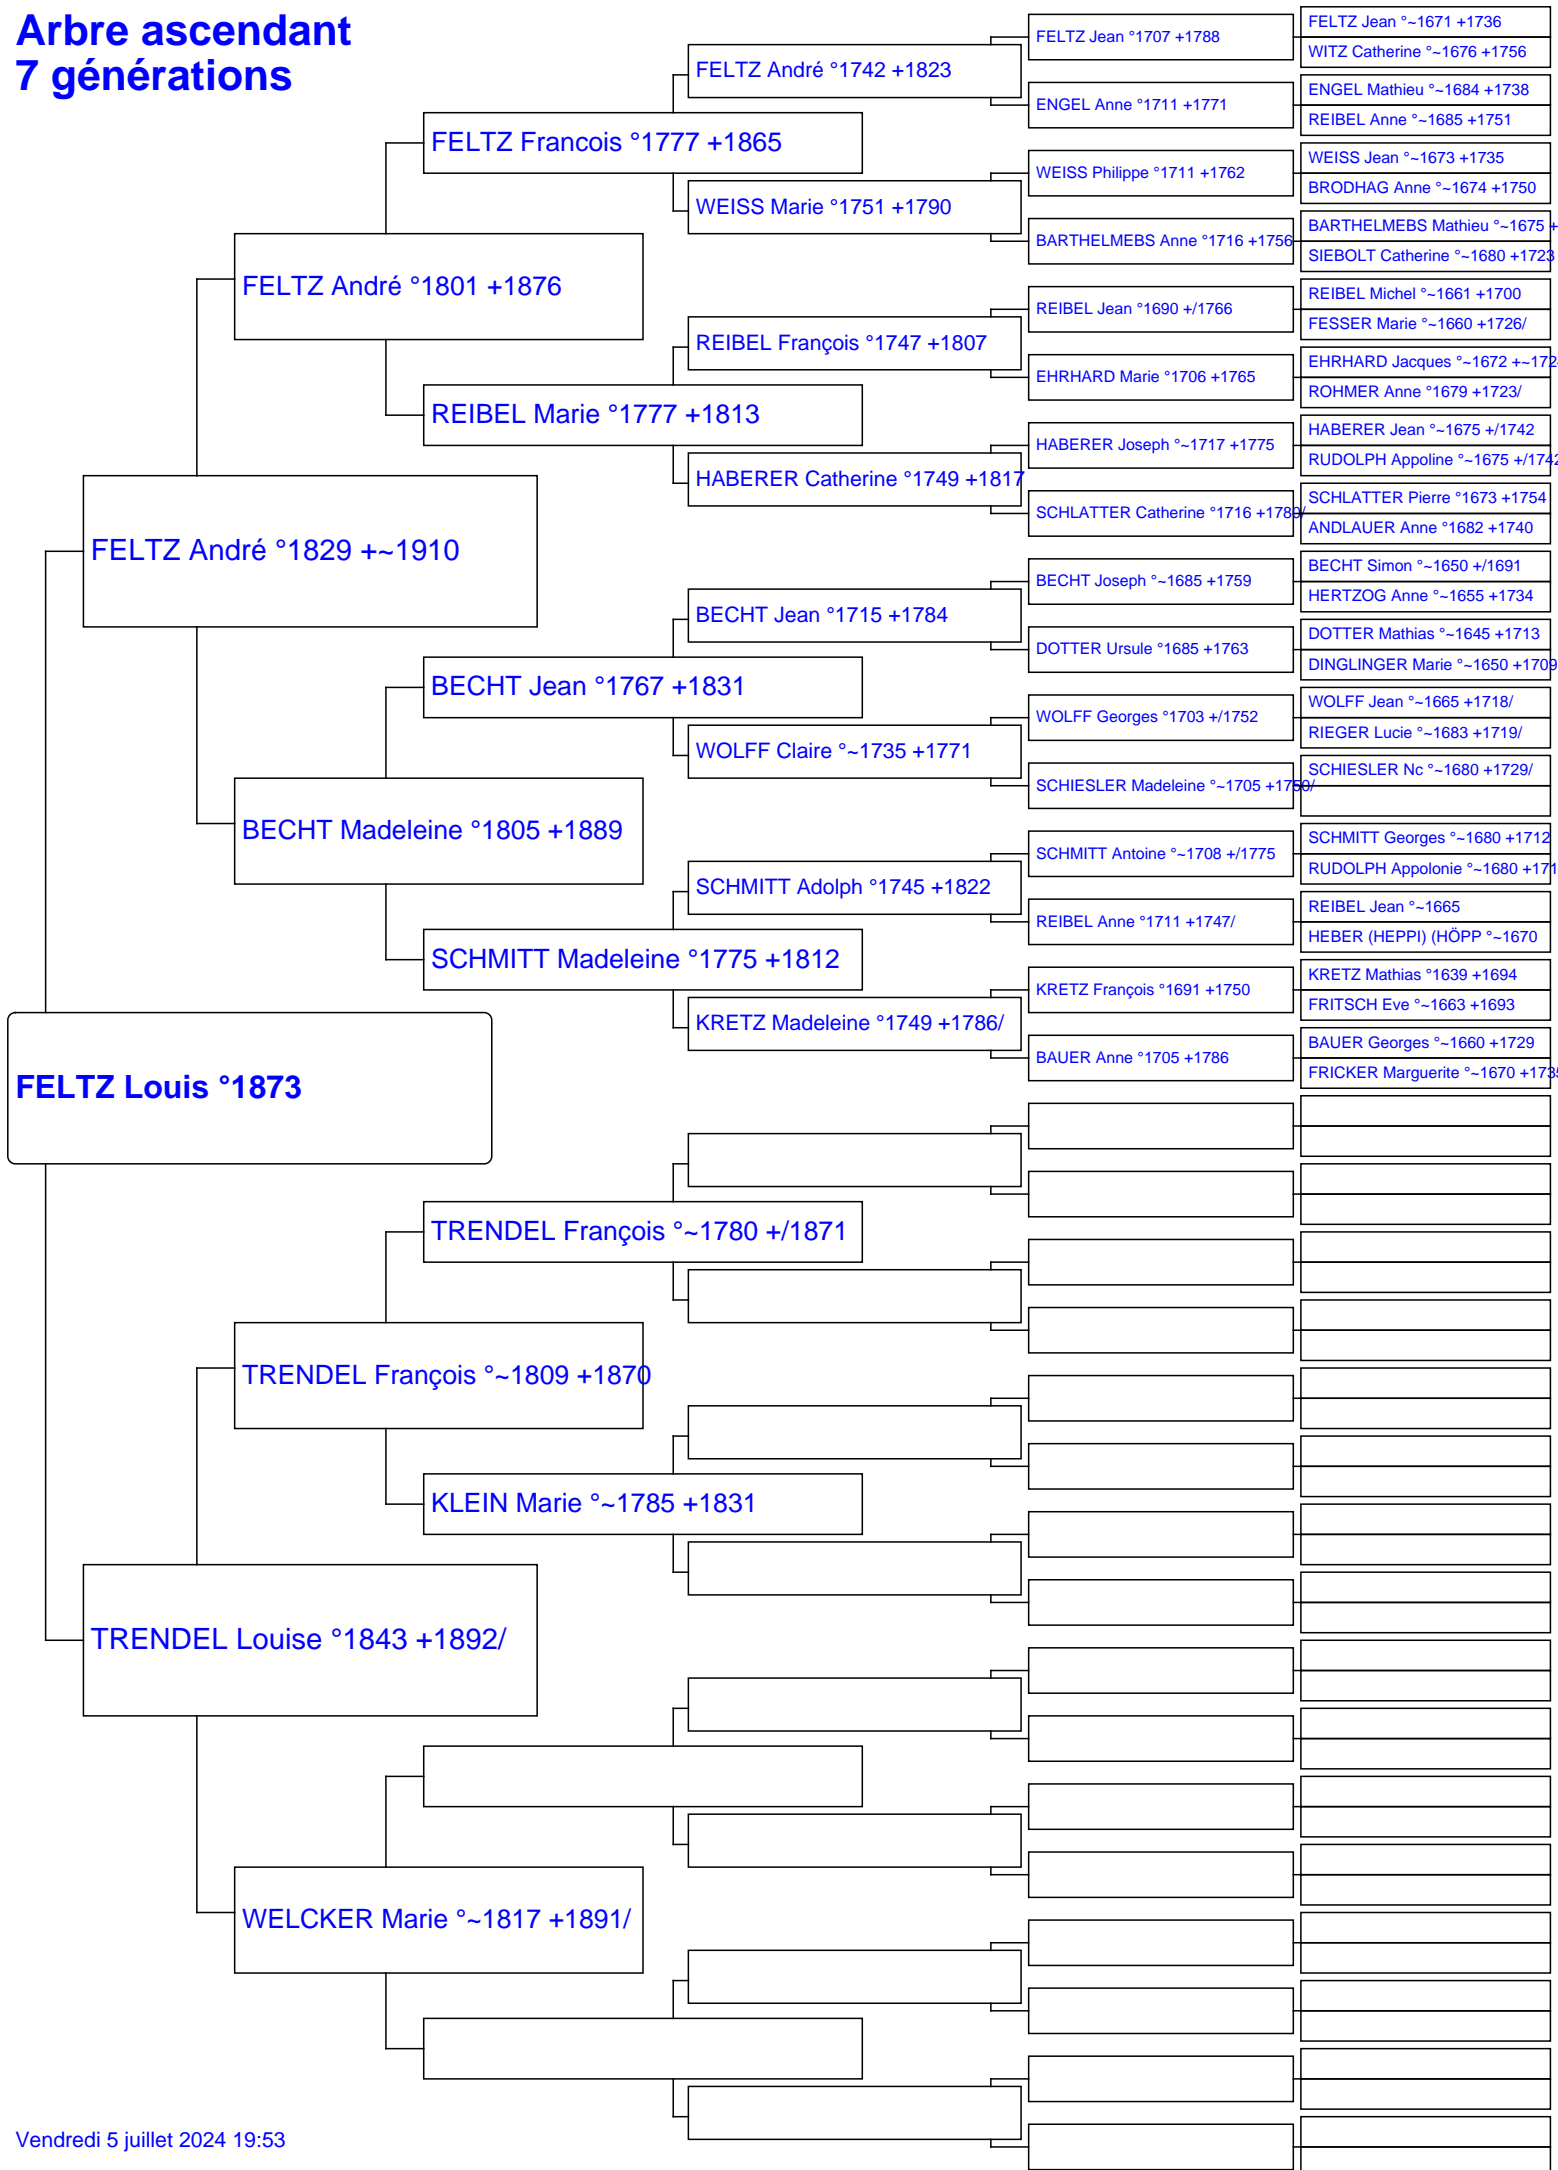 Arbre ascendant
7 générations
FELTZ Jean °~1671 +1736
FELTZ Jean °1707 +1788
WITZ Catherine °~1676 +1756
FELTZ André °1742 +1823
ENGEL Mathieu °~1684 +1738
ENGEL Anne °1711 +1771
REIBEL Anne °~1685 +1751
FELTZ Francois °1777 +1865
WEISS Jean °~1673 +1735
WEISS Philippe °1711 +1762
BRODHAG Anne °~1674 +1750
WEISS Marie °1751 +1790
BARTHELMEBS Mathieu °~1675 +
BARTHELMEBS Anne °1716 +1756
SIEBOLT Catherine °~1680 +1723
FELTZ André °1801 +1876
REIBEL Michel °~1661 +1700
REIBEL Jean °1690 +/1766
FESSER Marie °~1660 +1726/
REIBEL François °1747 +1807
EHRHARD Jacques °~1672 +~172
EHRHARD Marie °1706 +1765
ROHMER Anne °1679 +1723/
REIBEL Marie °1777 +1813
HABERER Jean °~1675 +/1742
HABERER Joseph °~1717 +1775
RUDOLPH Appoline °~1675 +/1742
HABERER Catherine °1749 +1817
SCHLATTER Pierre °1673 +1754
SCHLATTER Catherine °1716 +1780/
ANDLAUER Anne °1682 +1740
FELTZ André °1829 +~1910
BECHT Simon °~1650 +/1691
BECHT Joseph °~1685 +1759
HERTZOG Anne °~1655 +1734
BECHT Jean °1715 +1784
DOTTER Mathias °~1645 +1713
DOTTER Ursule °1685 +1763
DINGLINGER Marie °~1650 +1709
BECHT Jean °1767 +1831
WOLFF Jean °~1665 +1718/
WOLFF Georges °1703 +/1752
RIEGER Lucie °~1683 +1719/
WOLFF Claire °~1735 +1771
SCHIESLER Nc °~1680 +1729/
SCHIESLER Madeleine °~1705 +1750/
BECHT Madeleine °1805 +1889
SCHMITT Georges °~1680 +1712
SCHMITT Antoine °~1708 +/1775
RUDOLPH Appolonie °~1680 +171
SCHMITT Adolph °1745 +1822
REIBEL Jean °~1665
REIBEL Anne °1711 +1747/
HEBER (HEPPI) (HÖPP °~1670
SCHMITT Madeleine °1775 +1812
KRETZ Mathias °1639 +1694
KRETZ François °1691 +1750
FRITSCH Eve °~1663 +1693
KRETZ Madeleine °1749 +1786/
BAUER Georges °~1660 +1729
BAUER Anne °1705 +1786
FRICKER Marguerite °~1670 +1735
FELTZ Louis °1873
TRENDEL François °~1780 +/1871
TRENDEL François °~1809 +1870
KLEIN Marie °~1785 +1831
TRENDEL Louise °1843 +1892/
WELCKER Marie °~1817 +1891/
Vendredi 5 juillet 2024 19:53